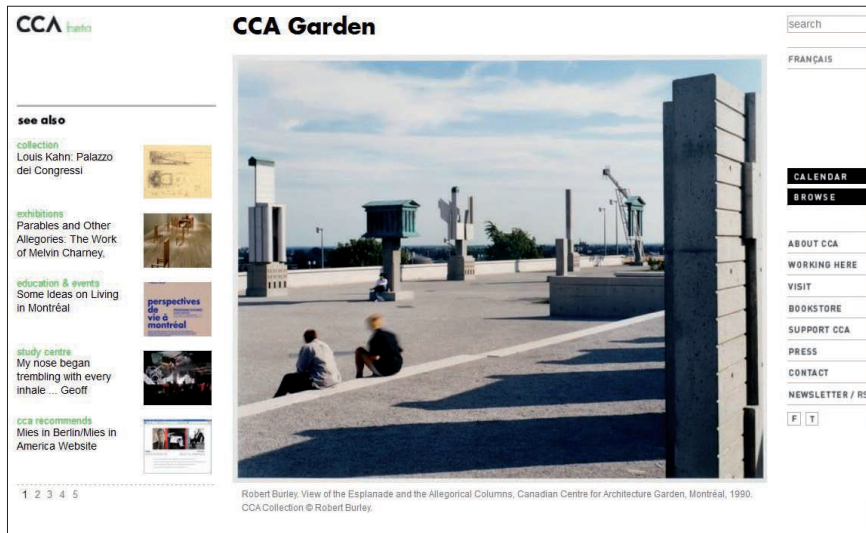 CCA beta
CCA Garden
search
FRANÇAIS
see also
collection
Louis Kahn: Palazzo
dei Congressi
exhibitions
Parables and Other
Allegories: The Work
of Melvin Charney,
education & events
Some Ideas on Living
in Montréal
perspectives
de
vie à
montréal
study centre
My nose began
trembling with every
inhale ... Geoff
cca recommends
Mies in Berlin/Mies in
America Website
1 2 3 4 5
Robert Burley. View of the Esplanade and the Allegorical Columns, Canadian Centre for Architecture Garden, Montréal, 1990.
CCA Collection © Robert Burley.
CALENDAR
BROWSE
ABOUT CCA
WORKING HERE
VISIT
BOOKSTORE
SUPPORT CCA
PRESS
CONTACT
NEWSLETTER / RS
F T